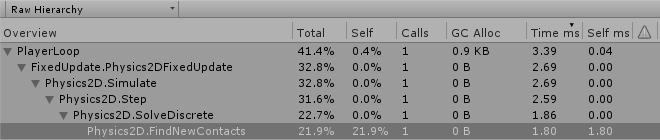 Raw Hierarchy
Overview Total Self Calls GC Alloc Time ms Self ms
PlayerLoop 41.4% 0.4% 1 0.9 KB 3.39 0.04
FixedUpdate.Physics2DFixedUpdate 32.8% 0.0% 1 0 B 2.69 0.00
Physics2D.Simulate 32.8% 0.0% 1 0 B 2.69 0.00
Physics2D.Step 31.6% 0.0% 1 0 B 2.59 0.00
Physics2D.SolveDiscrete 22.7% 0.0% 1 0 B 1.86 0.00
Physics2D.FindNewContacts 21.9% 21.9% 1 0 B 1.80 1.80